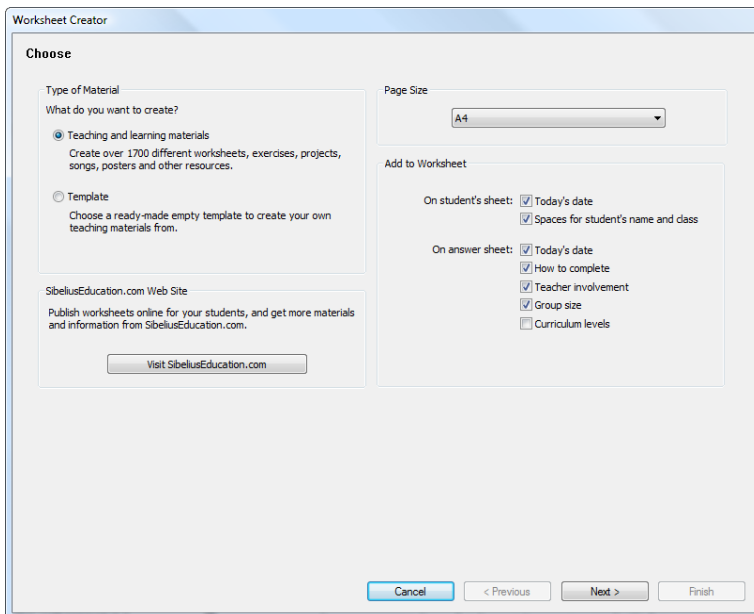 Worksheet Creator
Choose
Type of Material
What do you want to create?
Teaching and learning materials
Create over 1700 different worksheets, exercises, projects,
songs, posters and other resources.
Template
Choose a ready-made empty template to create your own
teaching materials from.
SibeliusEducation.com Web Site
Publish worksheets online for your students, and get more materials
and information from SibeliusEducation.com.
Visit SibeliusEducation.com
Page Size
A4
Add to Worksheet
On student's sheet: Today's date
Spaces for student's name and class
On answer sheet: Today's date
How to complete
Teacher involvement
Group size
Curriculum levels
Cancel < Previous Next > Finish